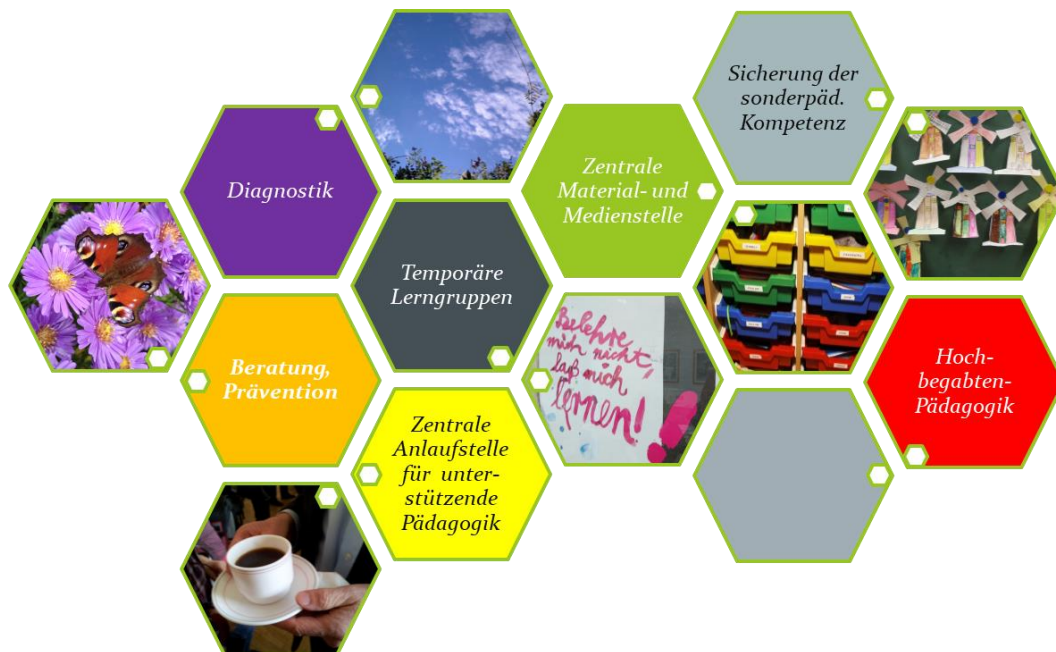 Sicherung der
sonderpäd.
Kompetenz
Diagnostik
Zentrale
Material- und
Medienstelle
Temporäre
Lerngruppen
Beratung,
Prävention
Belehre
mich nicht,
laß mich
lernen!
Hoch-
begabten-
Pädagogik
Zentrale
Anlaufstelle
für unter-
stützende
Pädagogik